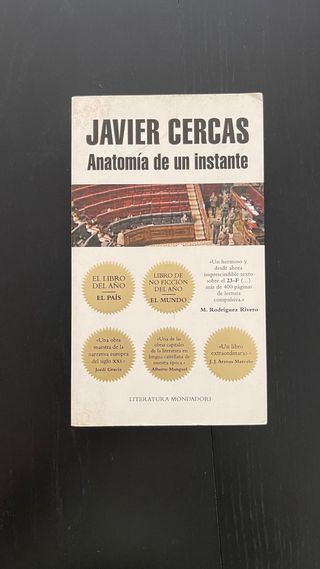 JAVIER CERCAS
Anatomía de un instante
EL LIBRO
DEL AÑO
EL PAÍS
LIBRO DE
NO FICCIÓN
DEL AÑO
EL MUNDO
«Un hermoso y
desde ahora
imprescindible texto
sobre el 23-F (...)
más de 400 páginas
de lectura
compulsiva.»
M. Rodríguez Rivero
«Una obra
maestra de la
narrativa europea
del siglo XXI.»
Jordi Gracia
«Una de las
obras capitales
de la literatura en
lengua castellana de
nuestra época.»
Alberto Manguel
«Un libro
extraordinario.»
J.J. Armas Marcelo
LITERATURA MONDADORI